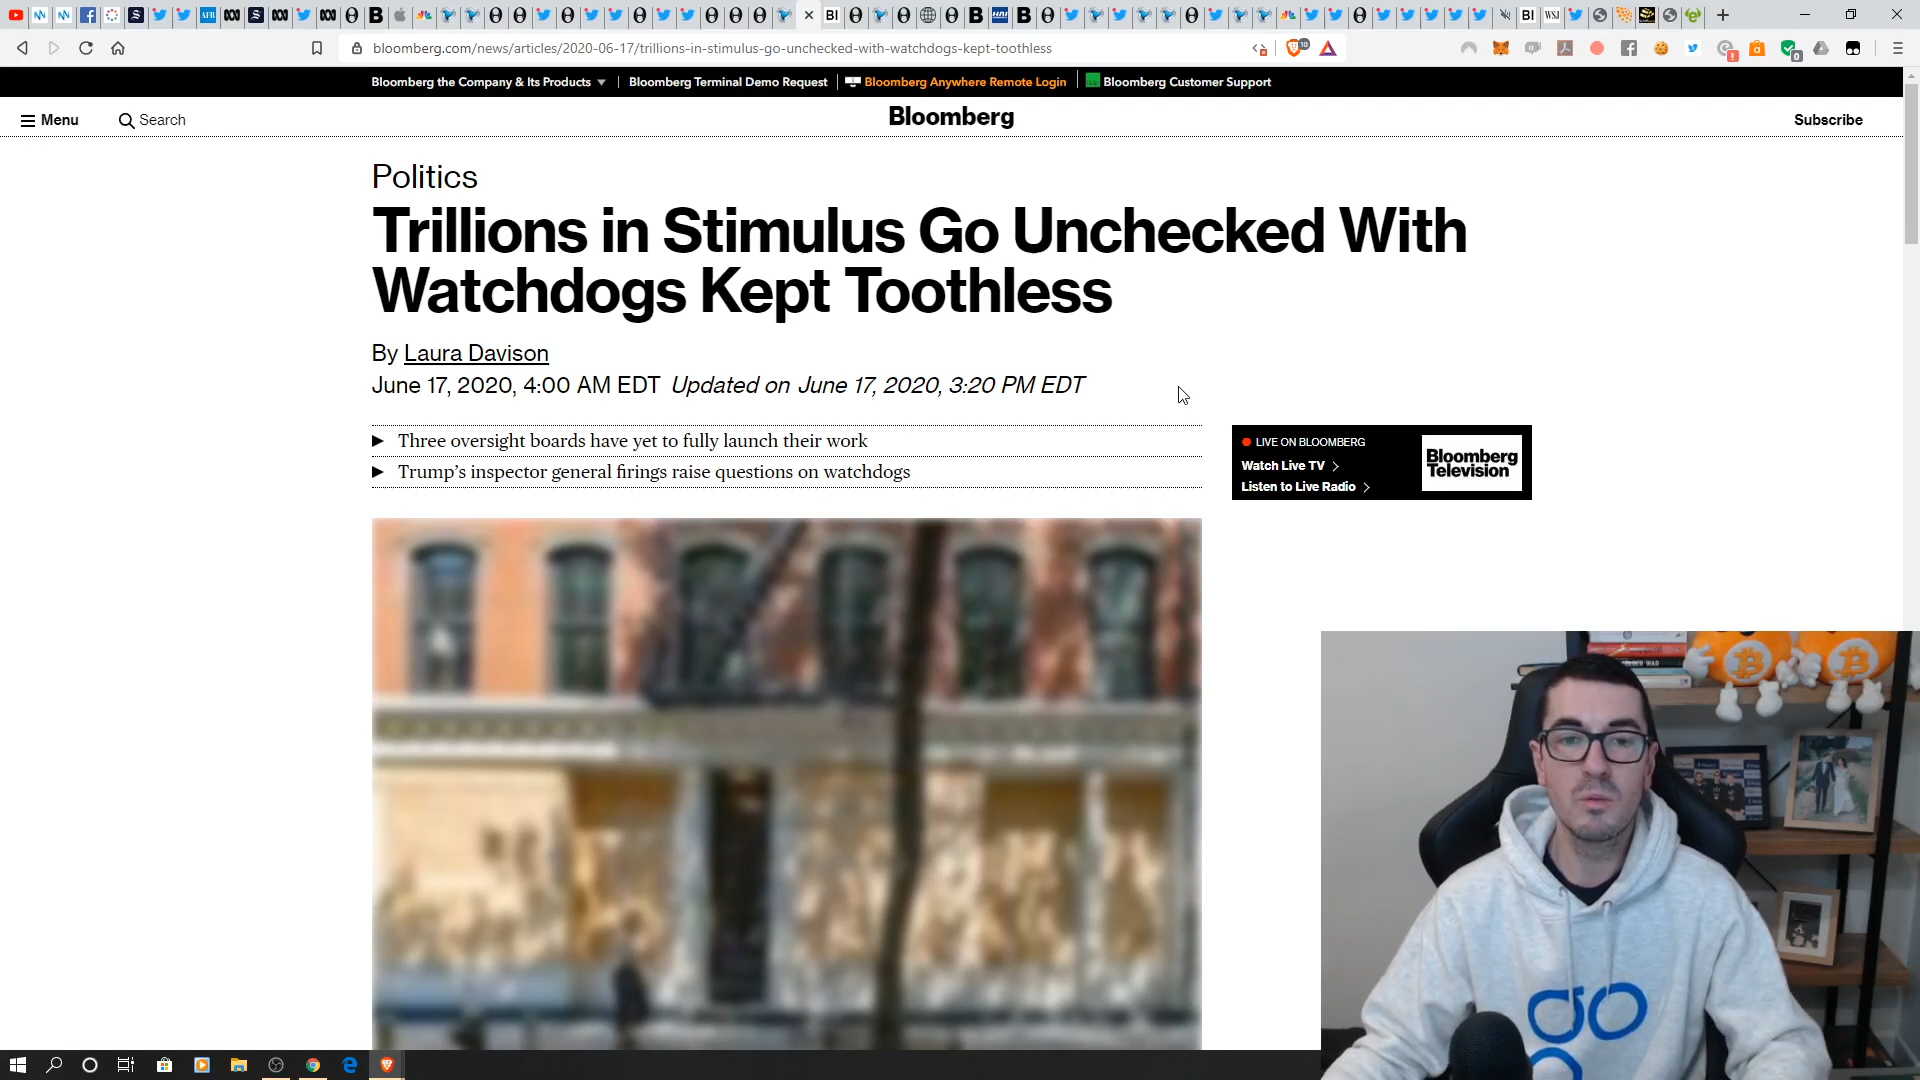 bloomberg.com/news/articles/2020-06-17/trillions-in-stimulus-go-unchecked-with-watchdogs-kept-toothless
Bloomberg the Company & Its Products ▼ | Bloomberg Terminal Demo Request | Bloomberg Anywhere Remote Login | Bloomberg Customer Support
Menu Search Bloomberg Subscribe
Politics
Trillions in Stimulus Go Unchecked With
Watchdogs Kept Toothless
By Laura Davison
June 17, 2020, 4:00 AM EDT Updated on June 17, 2020, 3:20 PM EDT
Three oversight boards have yet to fully launch their work
Trump's inspector general firings raise questions on watchdogs
LIVE ON BLOOMBERG
Watch Live TV
Listen to Live Radio
Bloomberg
Television